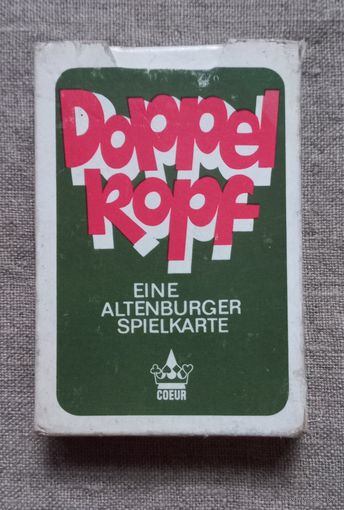 Doppel
Kopf
EINE
ALTENBURGER
SPIELKARTE
COEUR